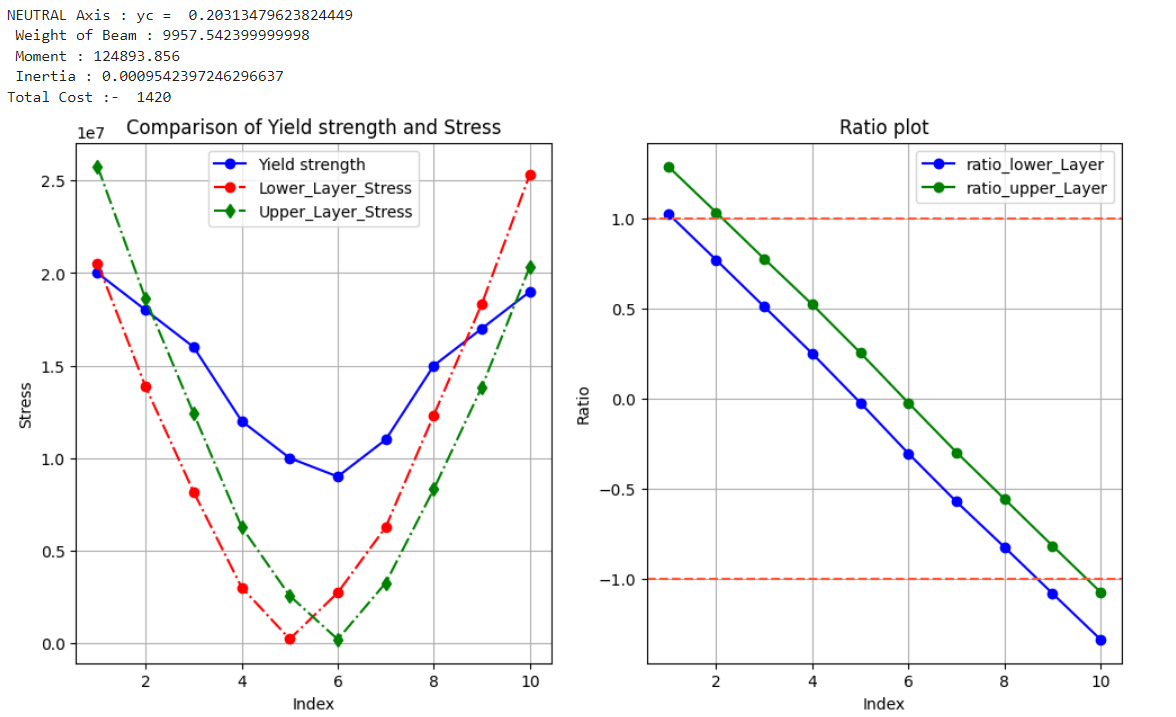 NEUTRAL Axis : yc =  0.20313479623824449
Weight of Beam : 9957.542399999998
Moment : 124893.856
Inertia : 0.0009542397246296637
Total Cost :-  1420
Comparison of Yield strength and Stress
1e7
Yield strength
Lower_Layer_Stress
Upper_Layer_Stress
2.5
2.0
1.5
1.0
0.5
0.0
Stress
2 4 6 8 10
Index
Ratio plot
ratio_lower_Layer
ratio_upper_Layer
1.0
0.5
0.0
−0.5
−1.0
Ratio
2 4 6 8 10
Index